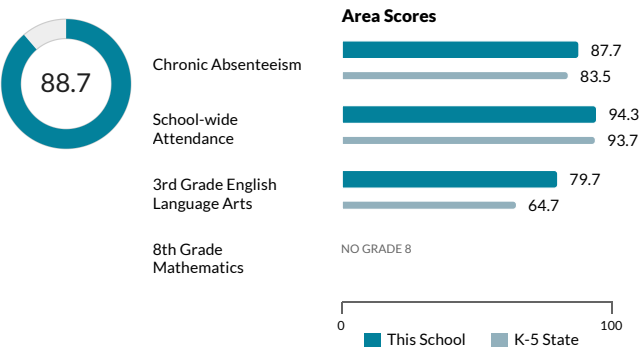 Area Scores
88.7
Chronic Absenteeism
87.7
83.5
School-wide
Attendance
94.3
93.7
3rd Grade English
Language Arts
79.7
64.7
8th Grade
Mathematics
NO GRADE 8
0 100
This School K-5 State